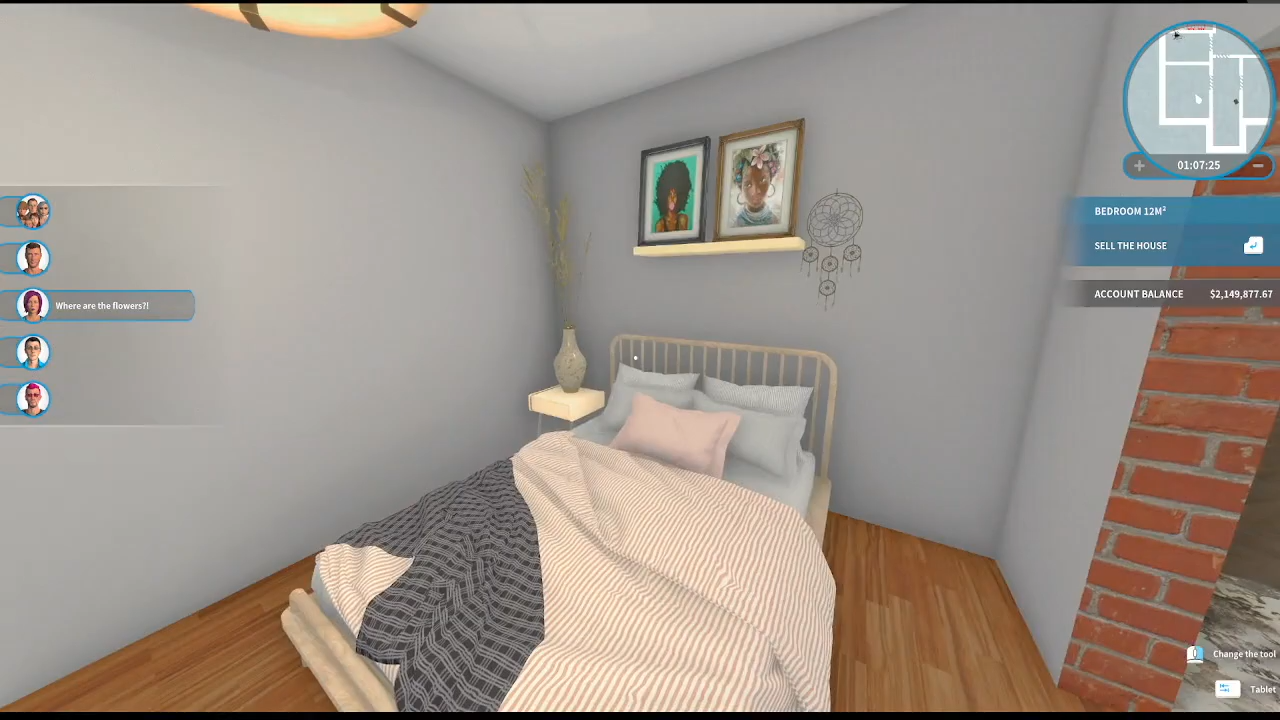 01:07:25
BEDROOM 12M²
SELL THE HOUSE
ACCOUNT BALANCE $2,149,877.67
Where are the flowers?!
Change the tool
Tablet